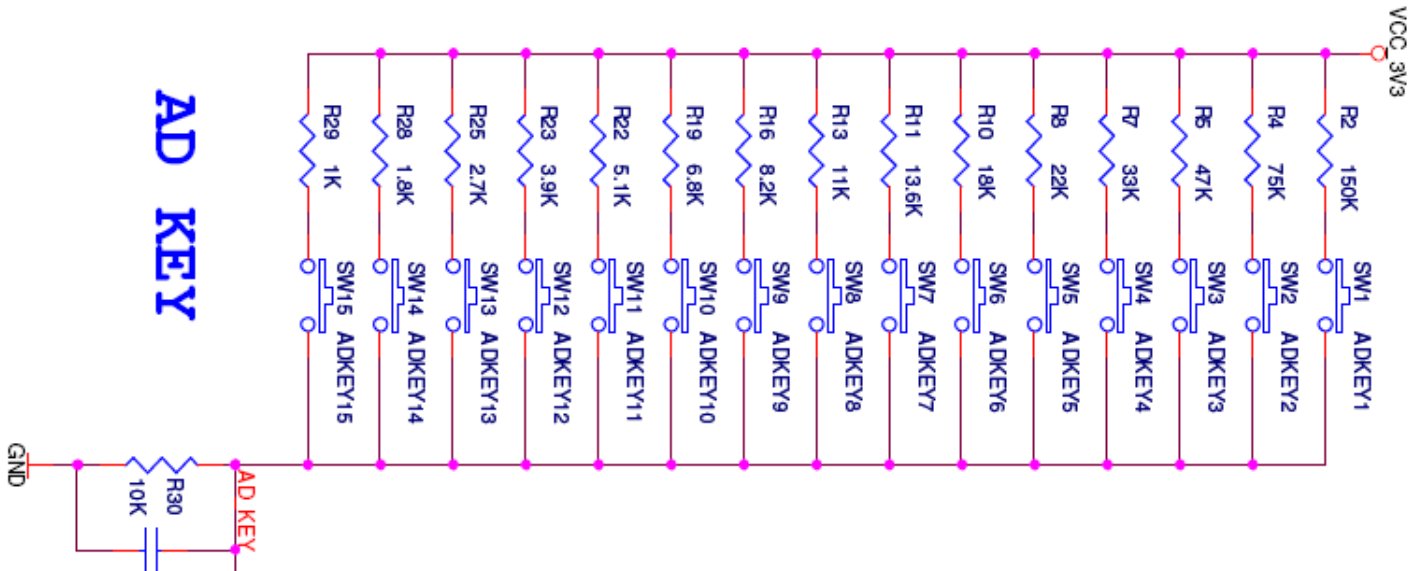 VCC 3V3
R2 150K
R4 75K
R5 47K
R7 33K
R8 22K
R10 18K
R11 13.6K
R13 11K
R16 8.2K
R19 6.8K
R22 5.1K
R23 3.9K
R25 2.7K
R28 1.8K
R29 1K
SW1 ADKEY1
SW2 ADKEY2
SW3 ADKEY3
SW4 ADKEY4
SW5 ADKEY5
SW6 ADKEY6
SW7 ADKEY7
SW8 ADKEY8
SW9 ADKEY9
SW10 ADKEY10
SW11 ADKEY11
SW12 ADKEY12
SW13 ADKEY13
SW14 ADKEY14
SW15 ADKEY15
AD KEY
AD KEY
R30
10K
GND